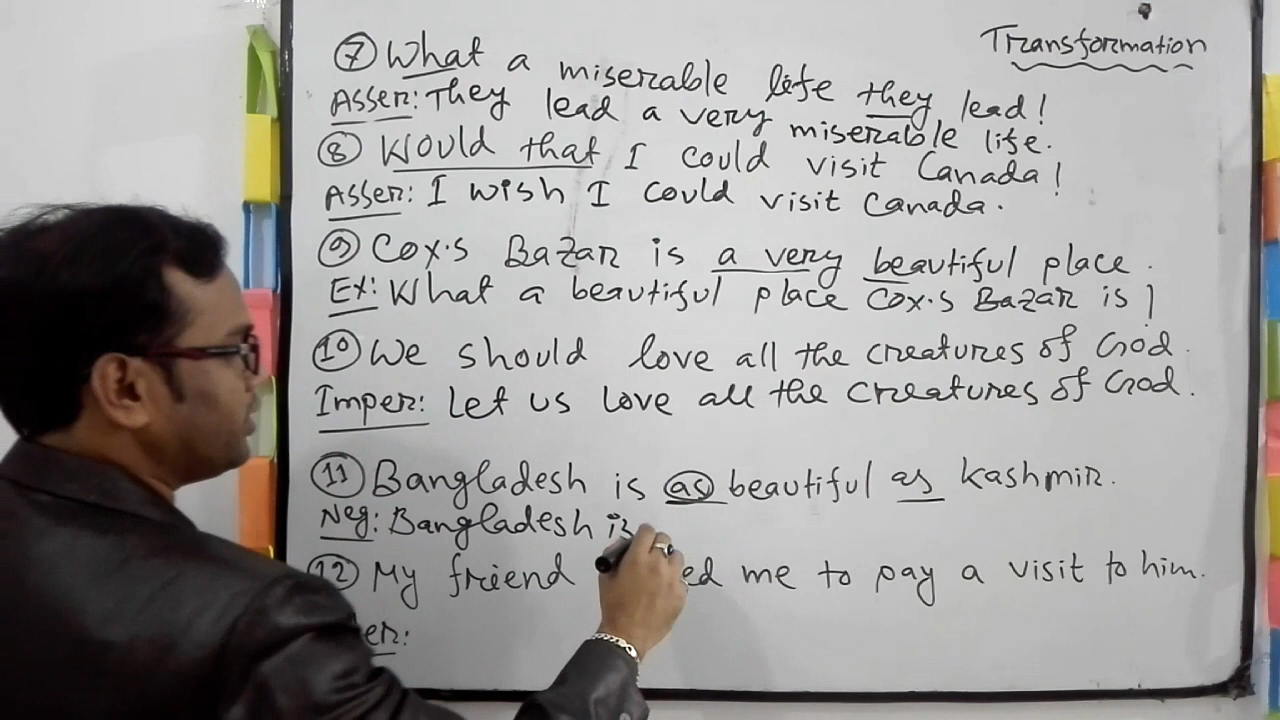 Transformation
⑦ What a miserable life they lead!
Asser: They lead a very miserable life.
⑧ Would that I could visit Canada!
Asser: I wish I could visit Canada.
⑨ Cox's Bazar is a very beautiful place.
Ex: What a beautiful place Cox's Bazar is!
⑩ We should love all the creatures of God.
Imper: Let us love all the creatures of God.
⑪ Bangladesh is as beautiful as Kashmir.
Neg: Bangladesh is
⑫ My friend me to pay a visit to him.